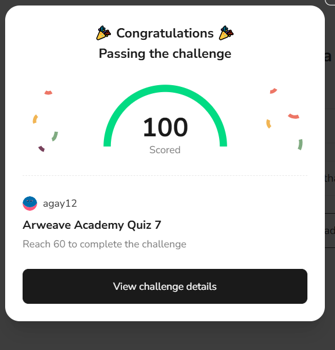 🎉 Congratulations 🎉
Passing the challenge
100
Scored
agay12
Arweave Academy Quiz 7
Reach 60 to complete the challenge
View challenge details